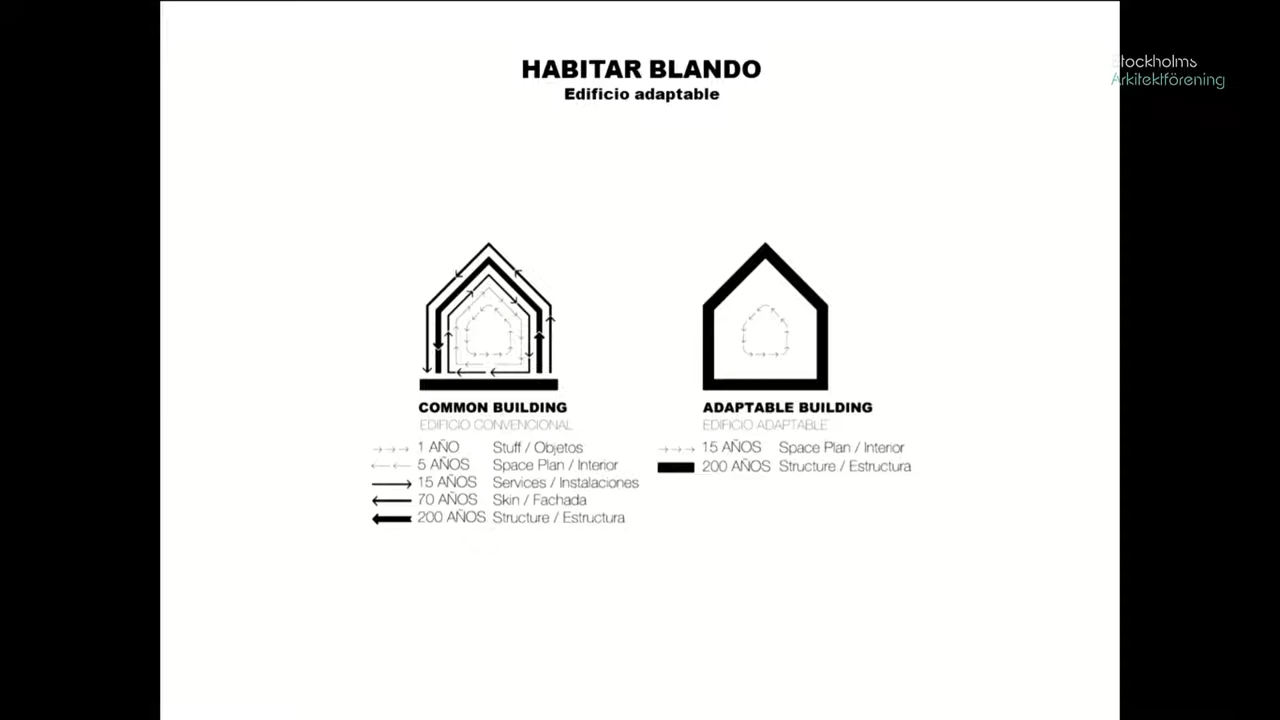 HABITAR BLANDO
Edificio adaptable
Stockholms
Arkitektförening
COMMON BUILDING
EDIFICIO CONVENCIONAL
1 AÑO Stuff / Objetos
5 AÑOS Space Plan / Interior
15 AÑOS Services / Instalaciones
70 AÑOS Skin / Fachada
200 AÑOS Structure / Estructura
ADAPTABLE BUILDING
EDIFICIO ADAPTABLE
15 AÑOS Space Plan / Interior
200 AÑOS Structure / Estructura